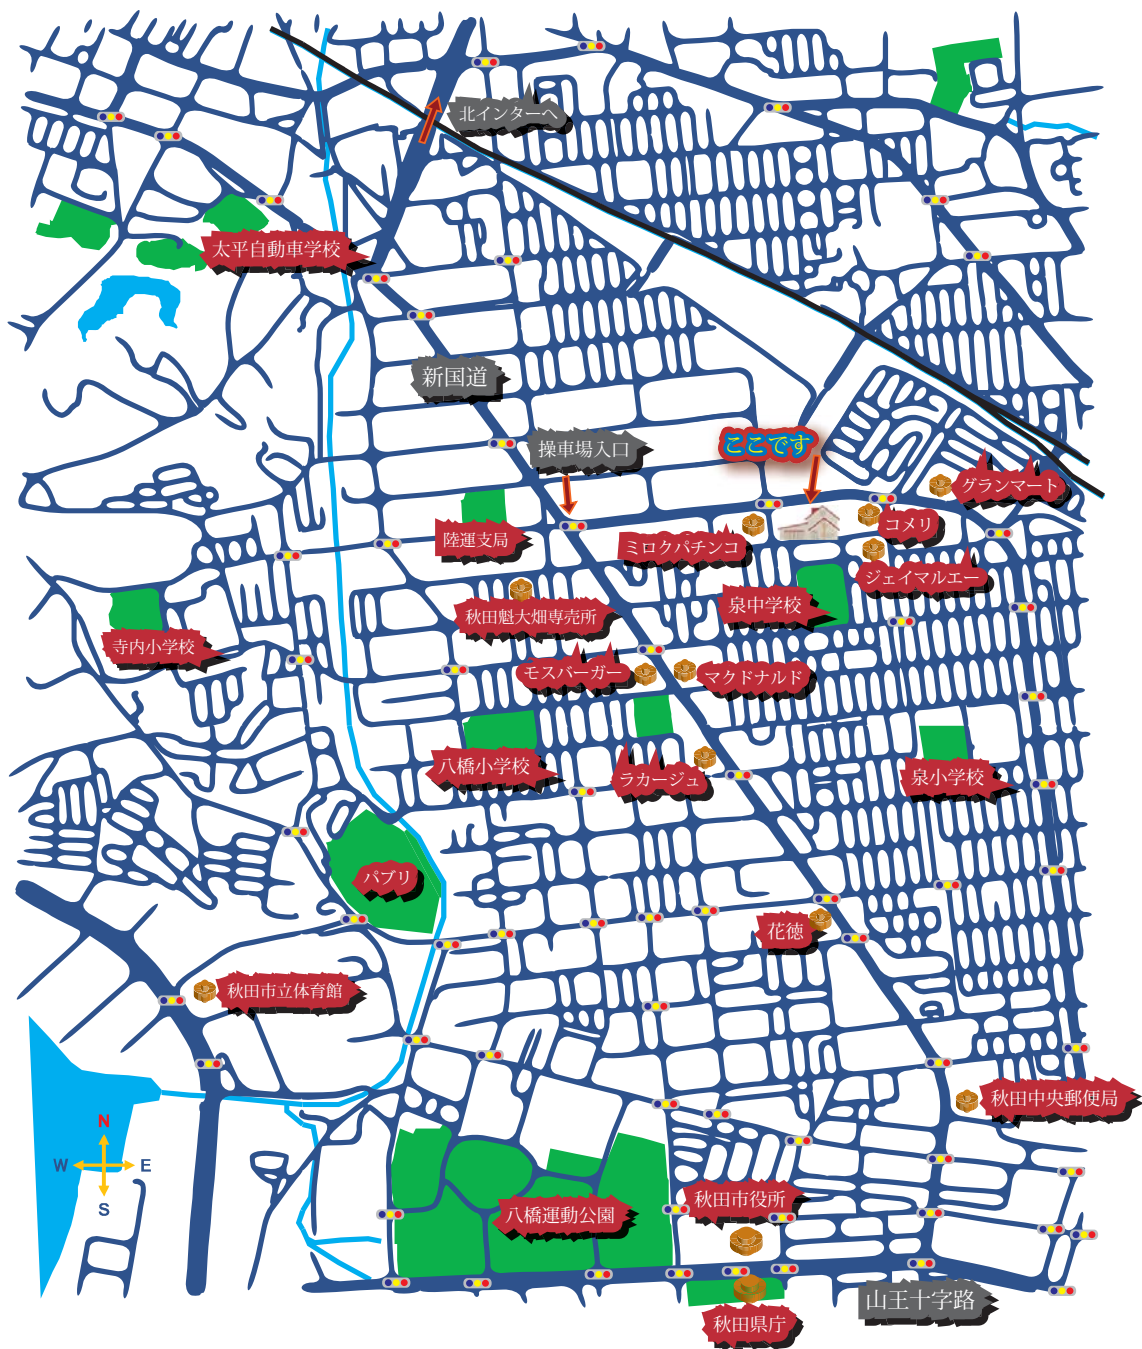 北インターへ
太平自動車学校
新国道
操車場入口
ここです
グランマート
コメリ
陸運支局
ミロクパチンコ
ジェイマルエー
秋田魁大畑専売所
泉中学校
寺内小学校
モスバーガー
マクドナルド
八橋小学校
ラカージュ
泉小学校
パブリ
花徳
秋田市立体育館
秋田中央郵便局
N
W E
S
秋田市役所
八橋運動公園
山王十字路
秋田県庁